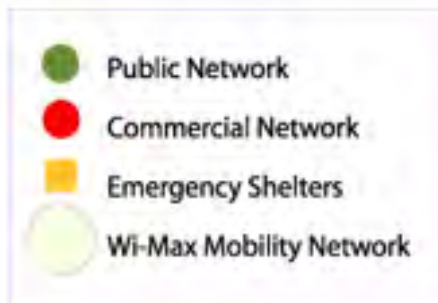 Public Network
Commercial Network
Emergency Shelters
Wi-Max Mobility Network